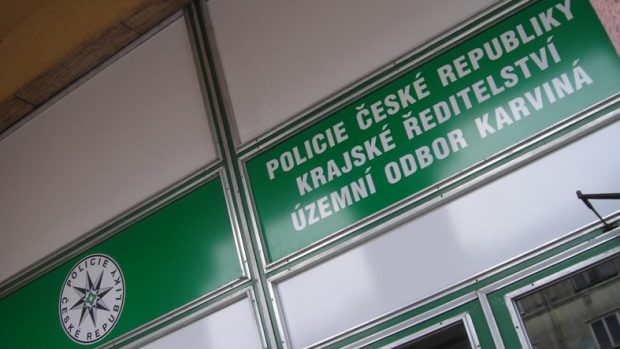 POLICIE ČESKÉ REPUBLIKY
KRAJSKÉ ŘEDITELSTVÍ
ÚZEMNÍ ODBOR KARVINÁ
POLICIE
ČESKÉ REPUBLIKY